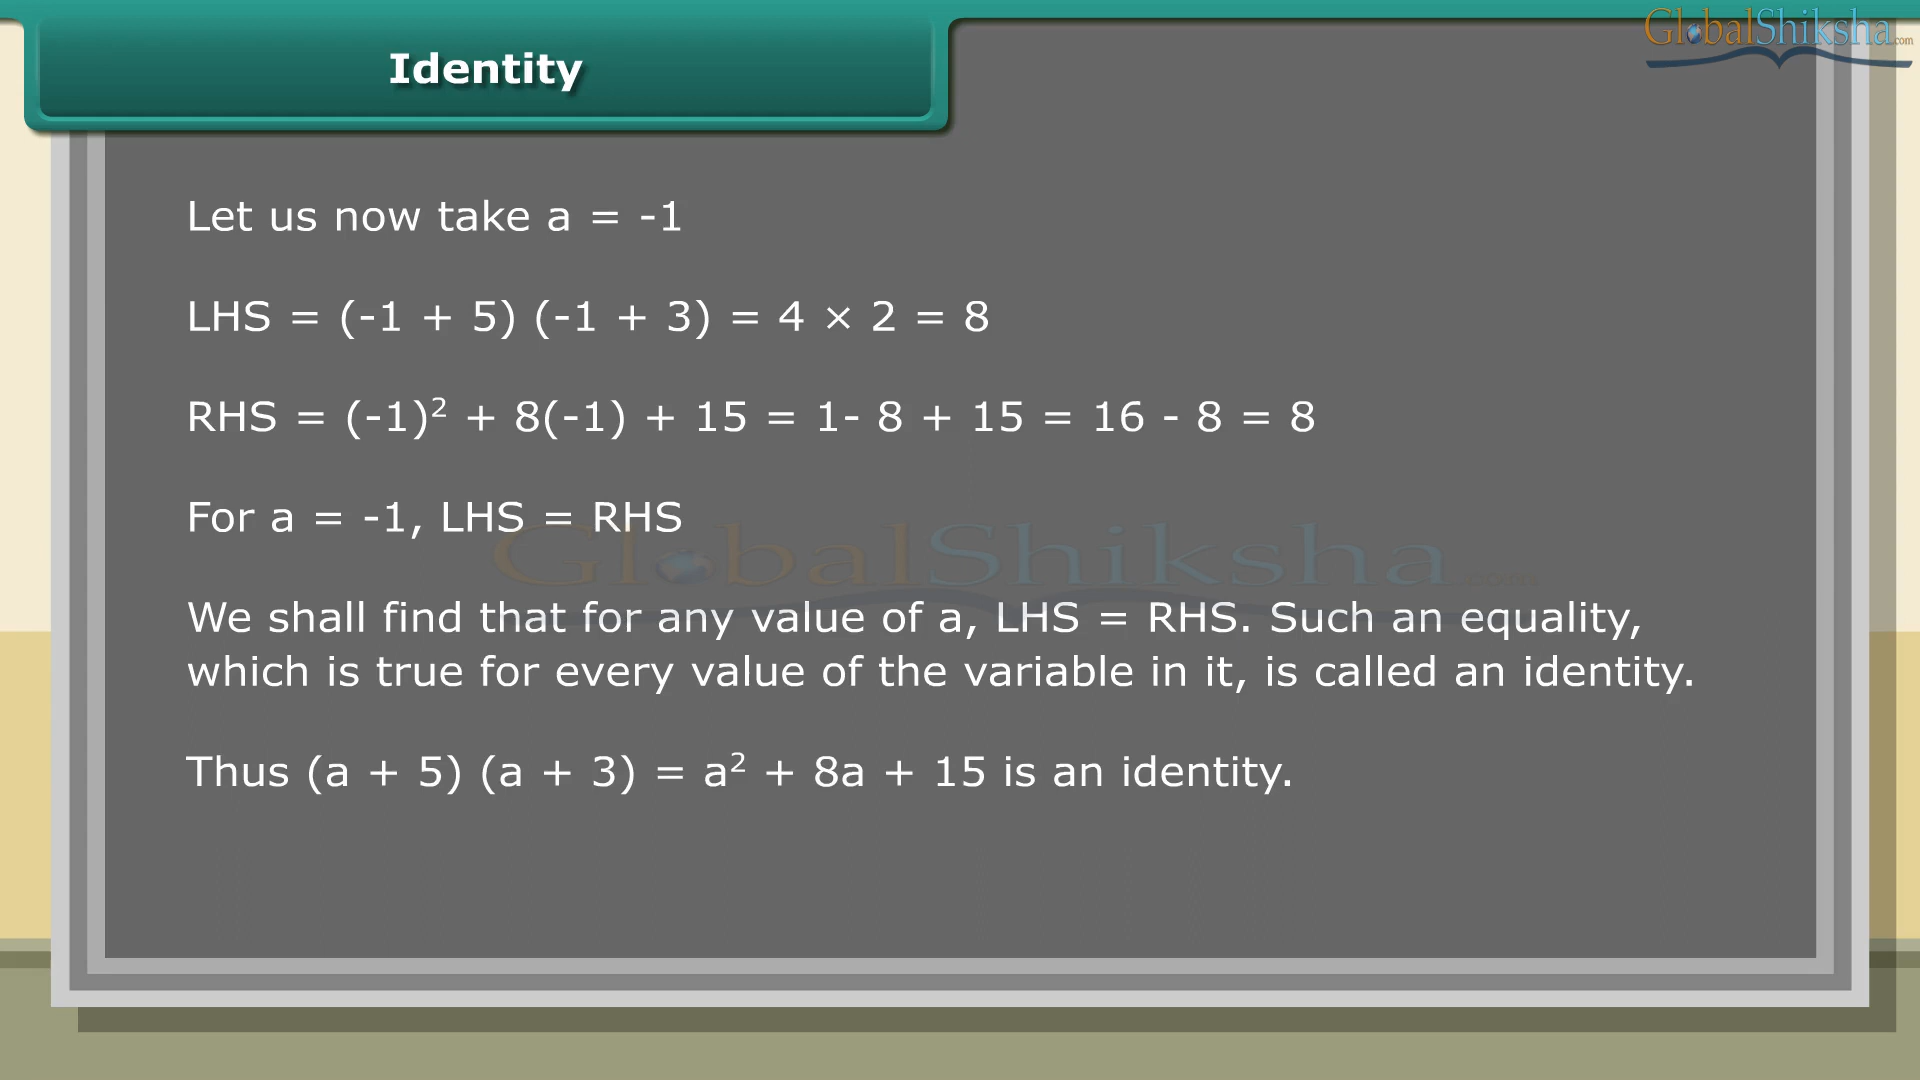 GlobalShiksha.com
Identity
Let us now take a = -1
LHS = (-1 + 5) (-1 + 3) = 4 × 2 = 8
RHS = (-1)² + 8(-1) + 15 = 1- 8 + 15 = 16 - 8 = 8
For a = -1, LHS = RHS
GlobalShiksha.com
We shall find that for any value of a, LHS = RHS. Such an equality,
which is true for every value of the variable in it, is called an identity.
Thus (a + 5) (a + 3) = a² + 8a + 15 is an identity.